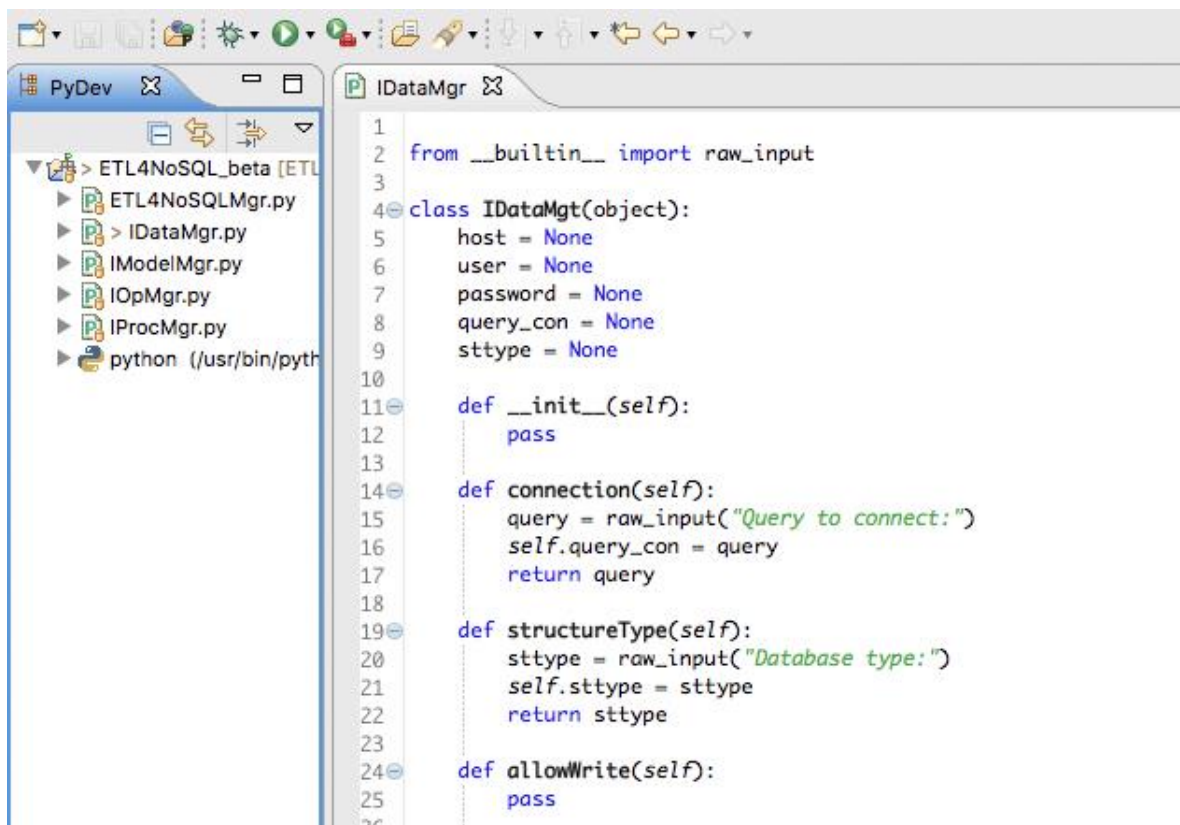 PyDev
IDataMgr
ETL4NoSQL_beta [ETL
ETL4NoSQLMgr.py
> IDataMgr.py
IModelMgr.py
IOpMgr.py
IProcMgr.py
python (/usr/bin/pyth
1
2 from __builtin__ import raw_input
3
4 class IDataMgt(object):
5     host = None
6     user = None
7     password = None
8     query_con = None
9     sttype = None
10
11     def __init__(self):
12         pass
13
14     def connection(self):
15         query = raw_input("Query to connect:")
16         self.query_con = query
17         return query
18
19     def structureType(self):
20         sttype = raw_input("Database type:")
21         self.sttype = sttype
22         return sttype
23
24     def allowWrite(self):
25         pass